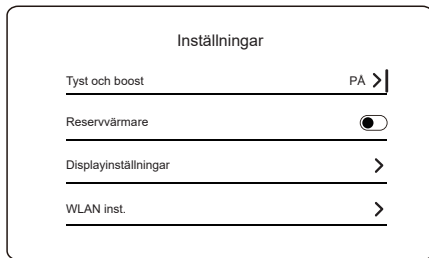 Inställningar
Tyst och boost PÅ
Reservvärmare
Displayinställningar
WLAN inst.